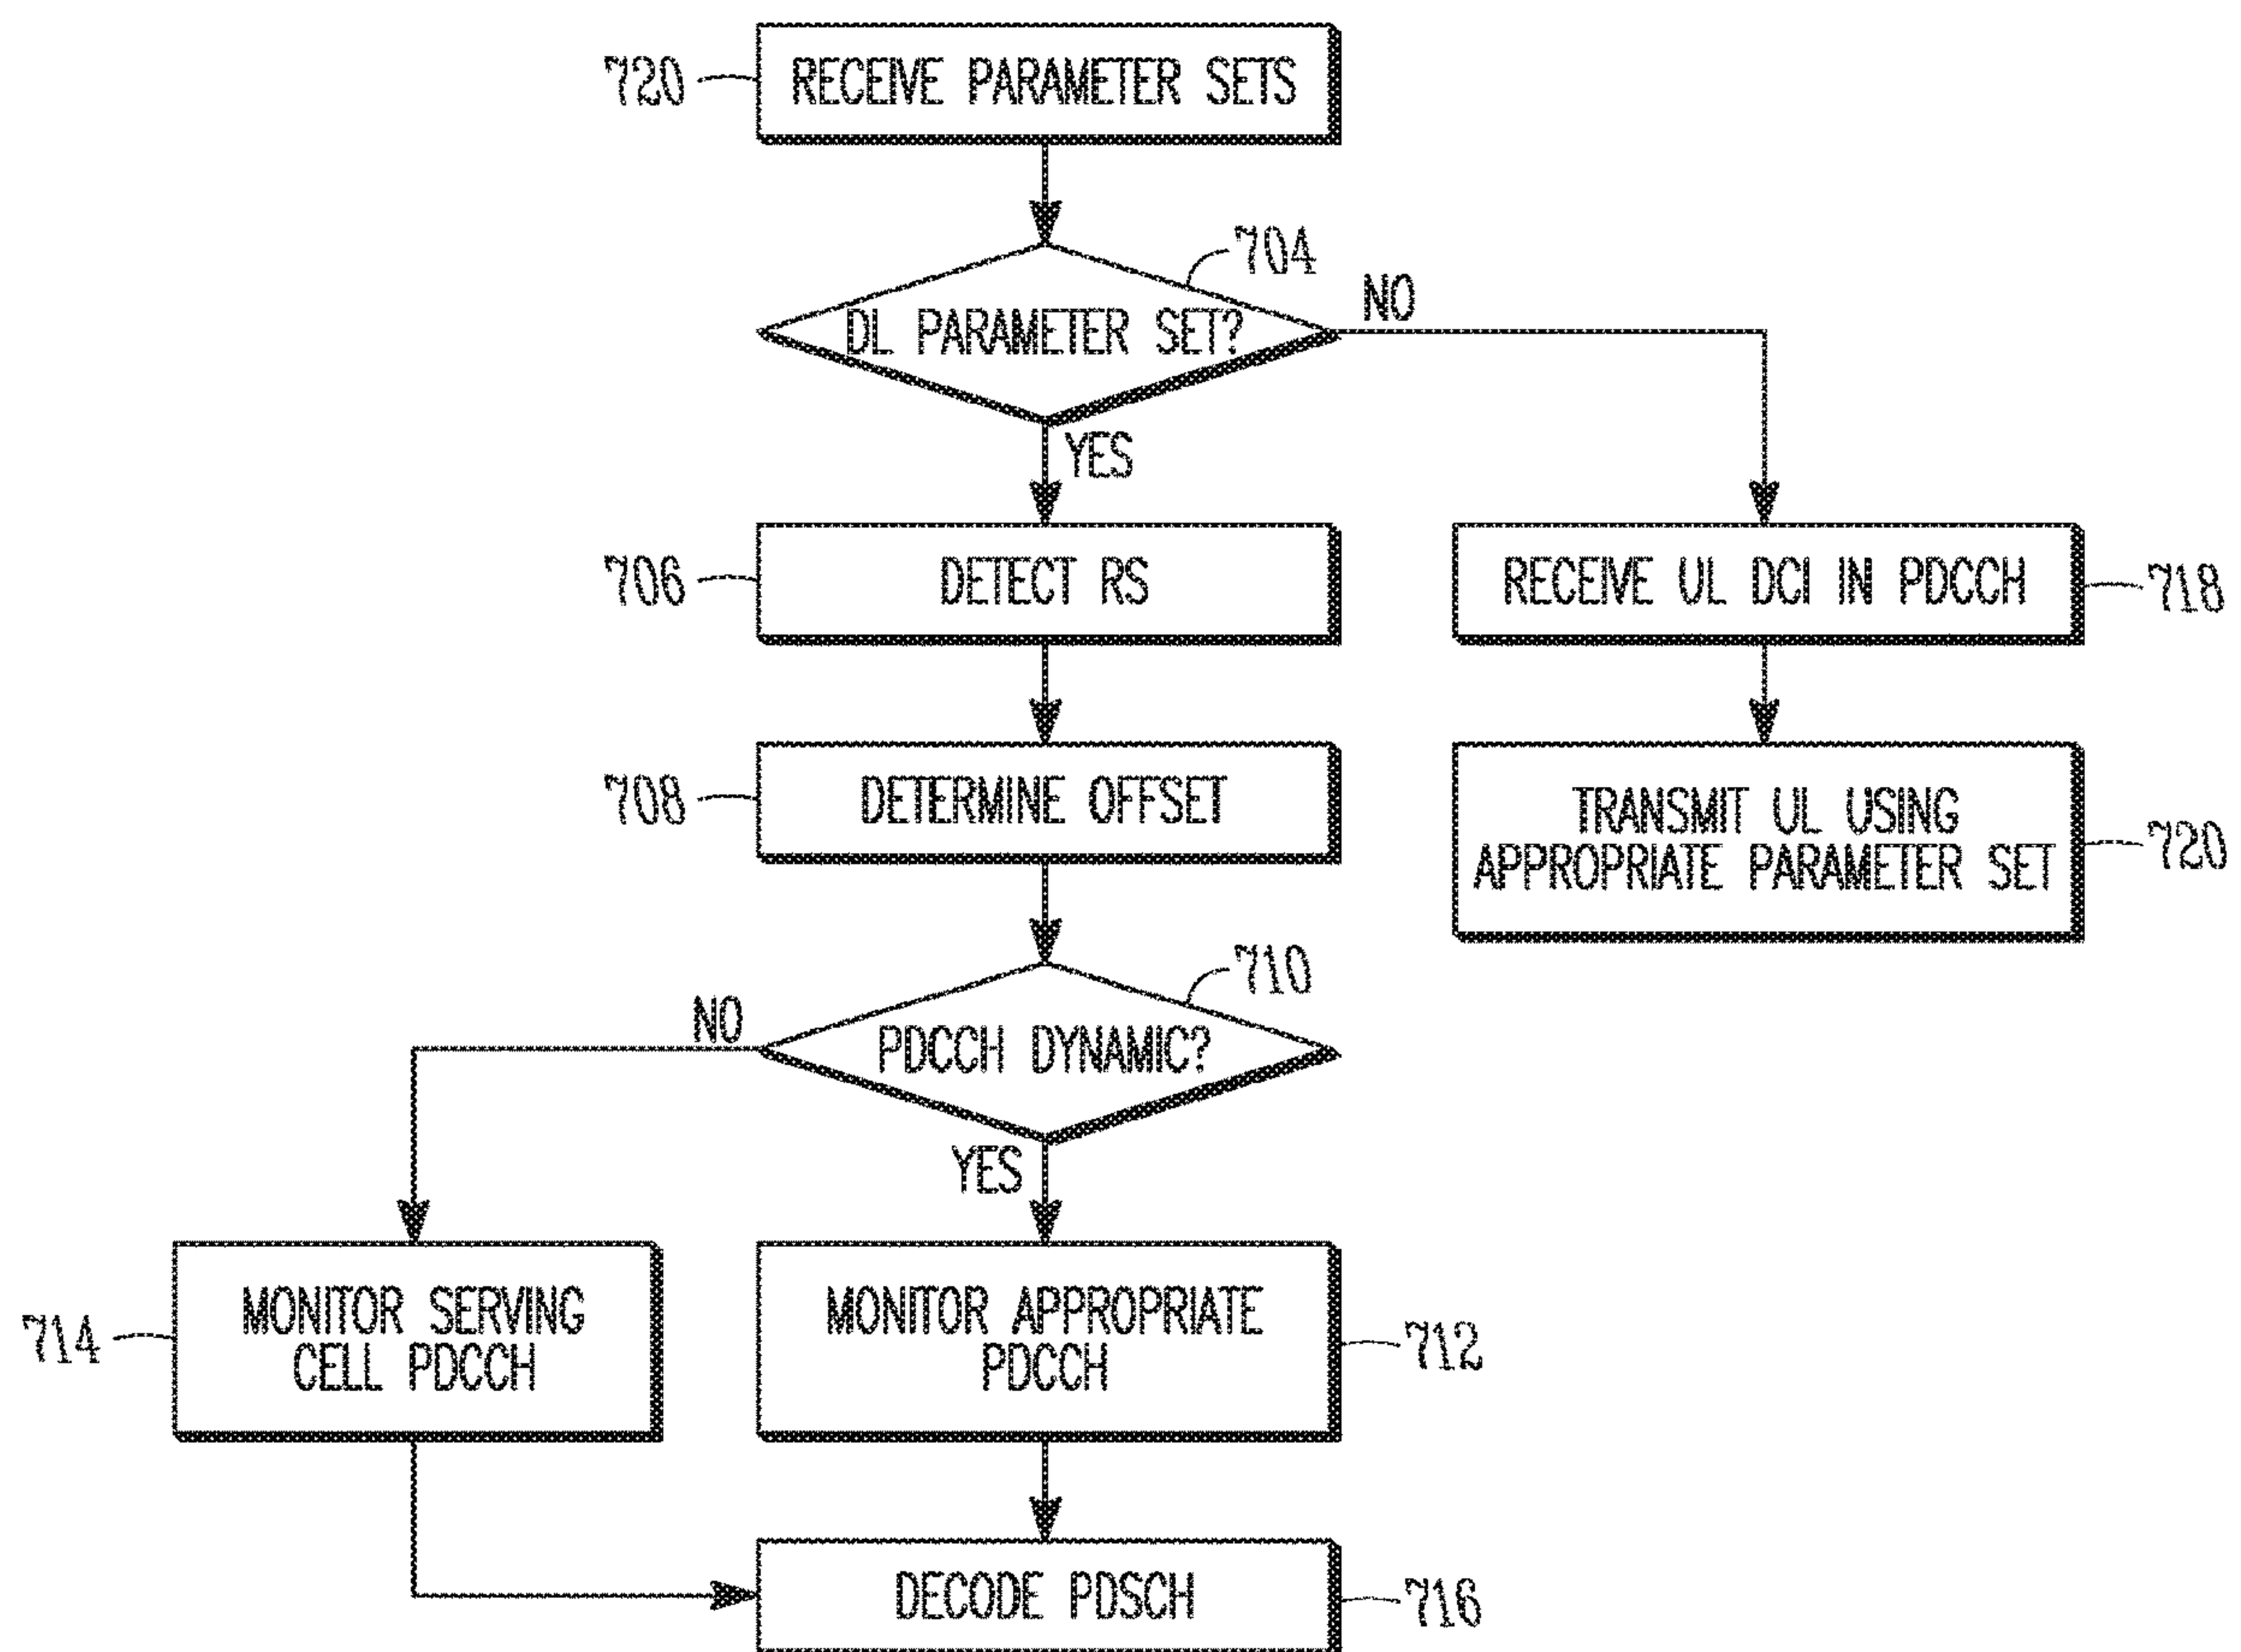 720
RECEIVE PARAMETER SETS
704
DL PARAMETER SET?
NO
YES
706
DETECT RS
RECEIVE UL DCI IN PDCCH
718
708
DETERMINE OFFSET
TRANSMIT UL USING
APPROPRIATE PARAMETER SET
720
710
NO
PDCCH DYNAMIC?
YES
714
MONITOR SERVING
CELL PDCCH
MONITOR APPROPRIATE
PDCCH
712
DECODE PDSCH
716